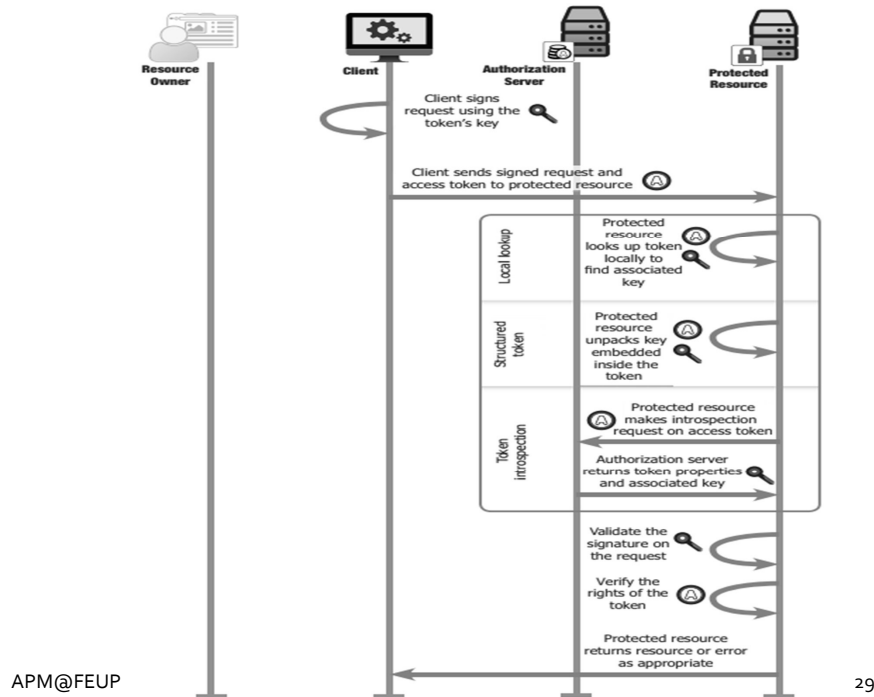 Resource
Owner
Client
Authorization
Server
Protected
Resource
Client signs
request using the
token's key
Client sends signed request and
access token to protected resource
A
Local lookup
Protected
resource
looks up token
locally to
find associated
key
A
Structured
token
Protected
resource
unpacks key
embedded
inside the
token
A
Token
introspection
A
Protected resource
makes introspection
request on access token
Authorization server
returns token properties
and associated key
Validate the
signature on
the request
Verify the
rights of the
token
A
Protected resource
returns resource or error
as appropriate
APM@FEUP
29